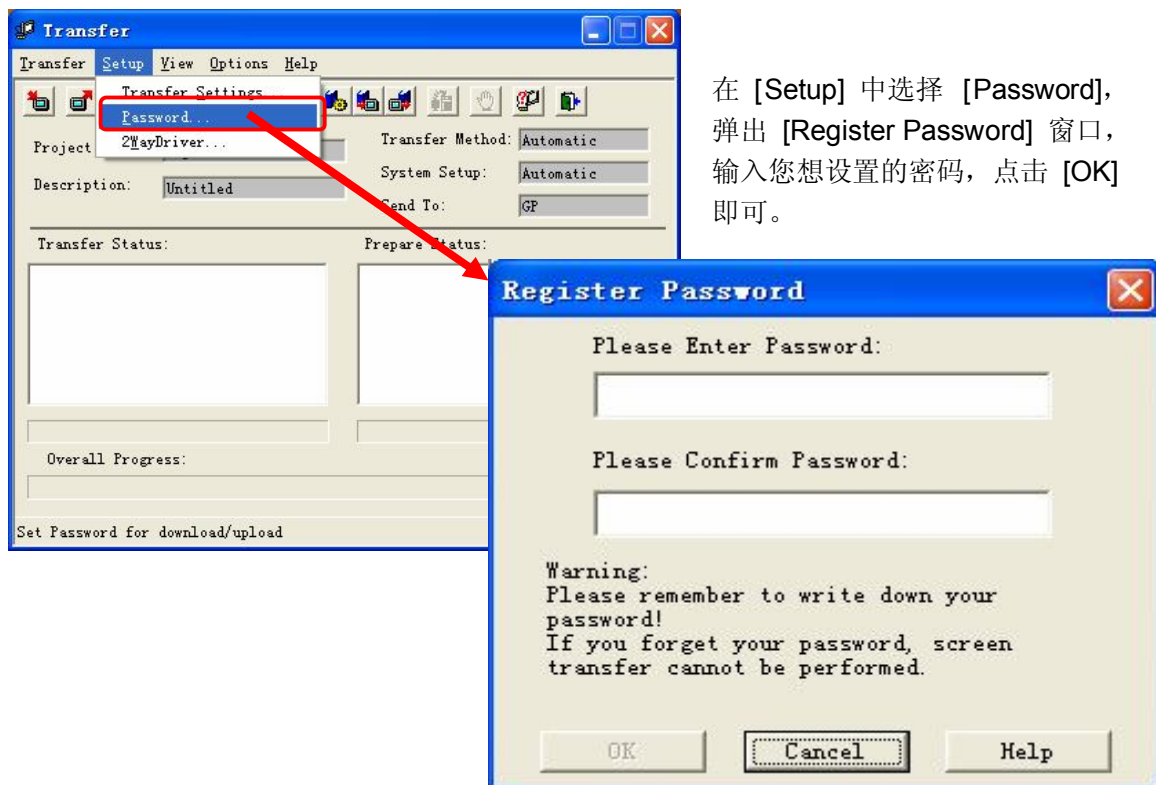 Transfer
Transfer Setup View Options Help
Transfer Settings...
Password...
2WayDriver...
Project
Transfer Method: Automatic
System Setup: Automatic
Description: Untitled
Send To: GP
Transfer Status:
Prepare Status:
Overall Progress:
Set Password for download/upload
在 [Setup] 中选择 [Password],
弹出 [Register Password] 窗口，
输入您想设置的密码，点击 [OK]
即可。
Register Password
Please Enter Password:
Please Confirm Password:
Warning:
Please remember to write down your
password!
If you forget your password, screen
transfer cannot be performed.
OK Cancel Help